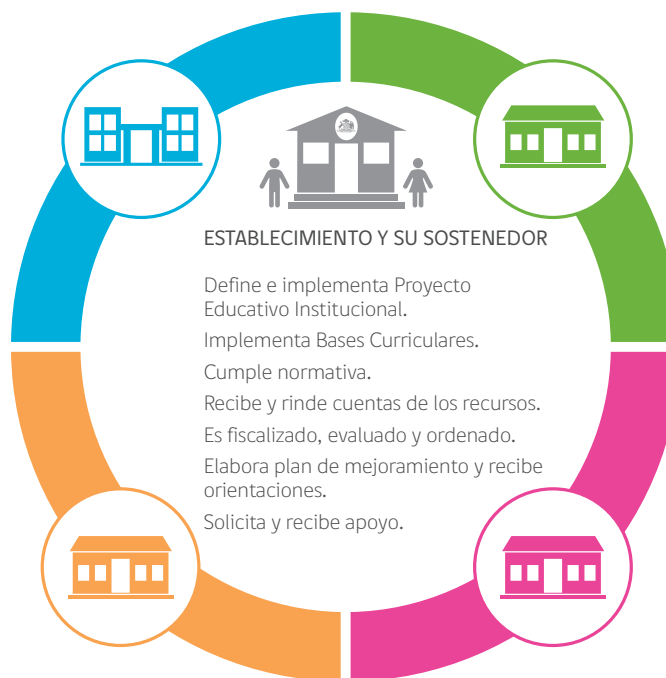 ESTABLECIMIENTO Y SU SOSTENEDOR
Define e implementa Proyecto
Educativo Institucional.
Implementa Bases Curriculares.
Cumple normativa.
Recibe y rinde cuentas de los recursos.
Es fiscalizado, evaluado y ordenado.
Elabora plan de mejoramiento y recibe
orientaciones.
Solicita y recibe apoyo.